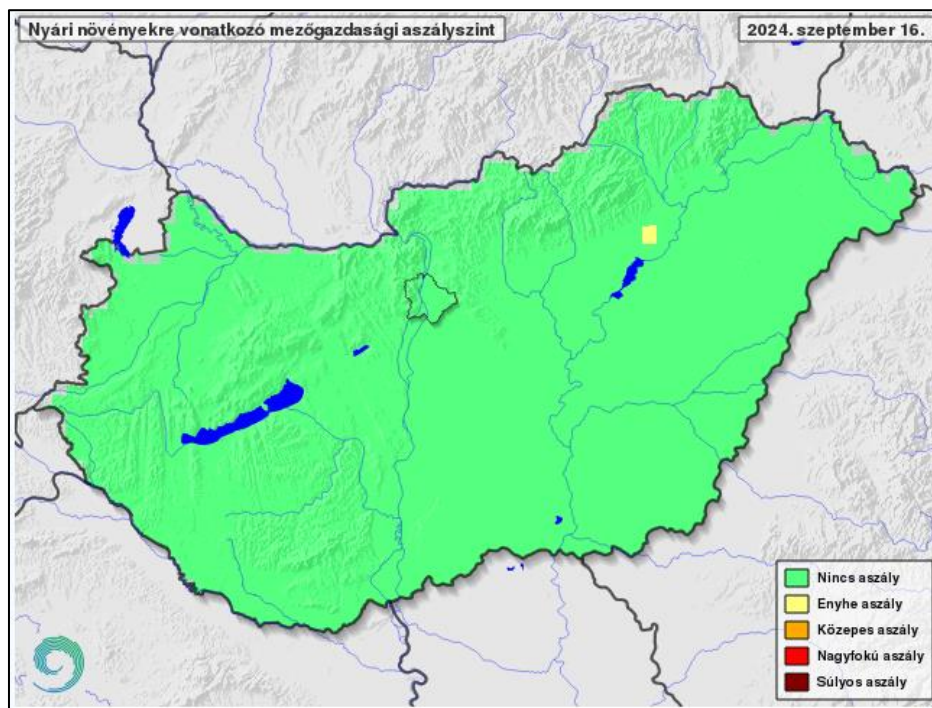 Nyári növényekre vonatkozó mezőgazdasági aszályszint
2024. szeptember 16.
Nincs aszály
Enyhe aszály
Közepes aszály
Nagyfokú aszály
Súlyos aszály